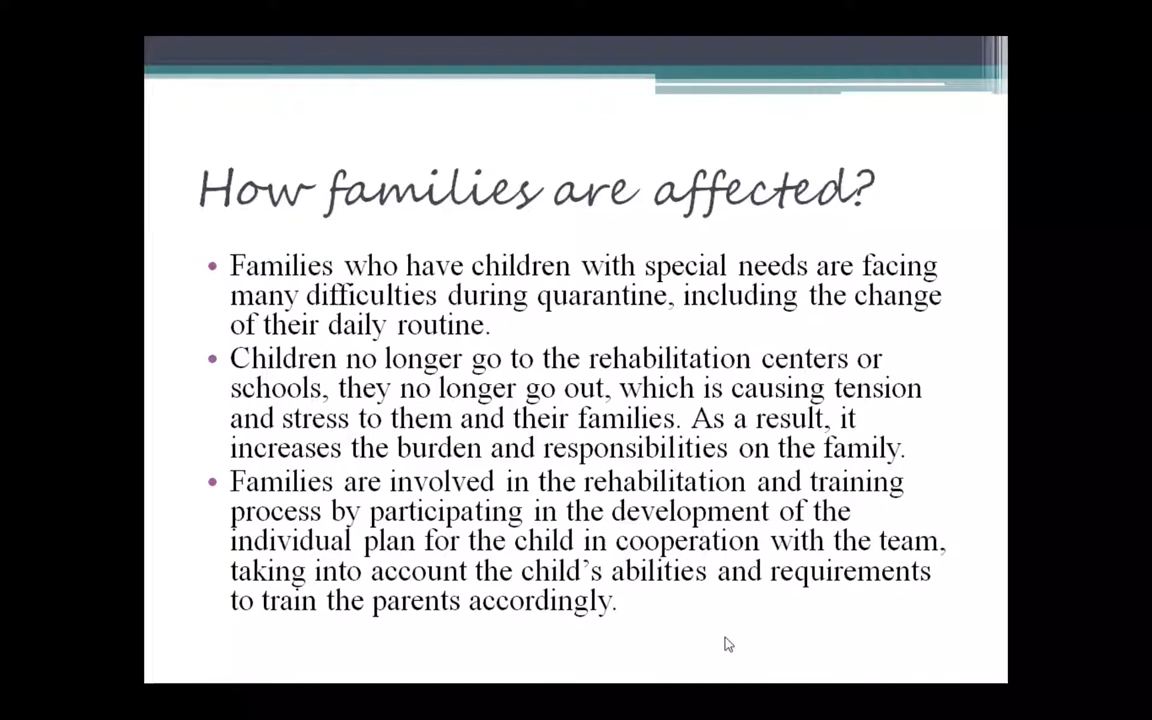 How families are affected?
• Families who have children with special needs are facing
many difficulties during quarantine, including the change
of their daily routine.
• Children no longer go to the rehabilitation centers or
schools, they no longer go out, which is causing tension
and stress to them and their families. As a result, it
increases the burden and responsibilities on the family.
• Families are involved in the rehabilitation and training
process by participating in the development of the
individual plan for the child in cooperation with the team,
taking into account the child’s abilities and requirements
to train the parents accordingly.